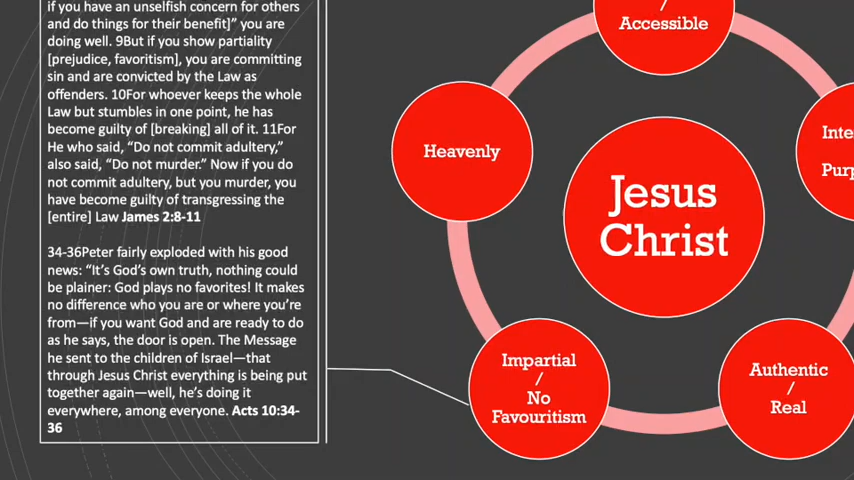 if you have an unselfish concern for others
and do things for their benefit]” you are
doing well. 9But if you show partiality
[prejudice, favoritism], you are committing
sin and are convicted by the Law as
offenders. 10For whoever keeps the whole
Law but stumbles in one point, he has
become guilty of [breaking] all of it. 11For
He who said, “Do not commit adultery,”
also said, “Do not murder.” Now if you do
not commit adultery, but you murder, you
have become guilty of transgressing the
[entire] Law James 2:8-11
34-36Peter fairly exploded with his good
news: “It’s God’s own truth, nothing could
be plainer: God plays no favorites! It makes
no difference who you are or where you’re
from—if you want God and are ready to do
as he says, the door is open. The Message
he sent to the children of Israel—that
through Jesus Christ everything is being put
together again—well, he’s doing it
everywhere, among everyone. Acts 10:34-
36
/
Accessible
Heavenly
Jesus
Christ
Impartial
/
No
Favouritism
Authentic
/
Real